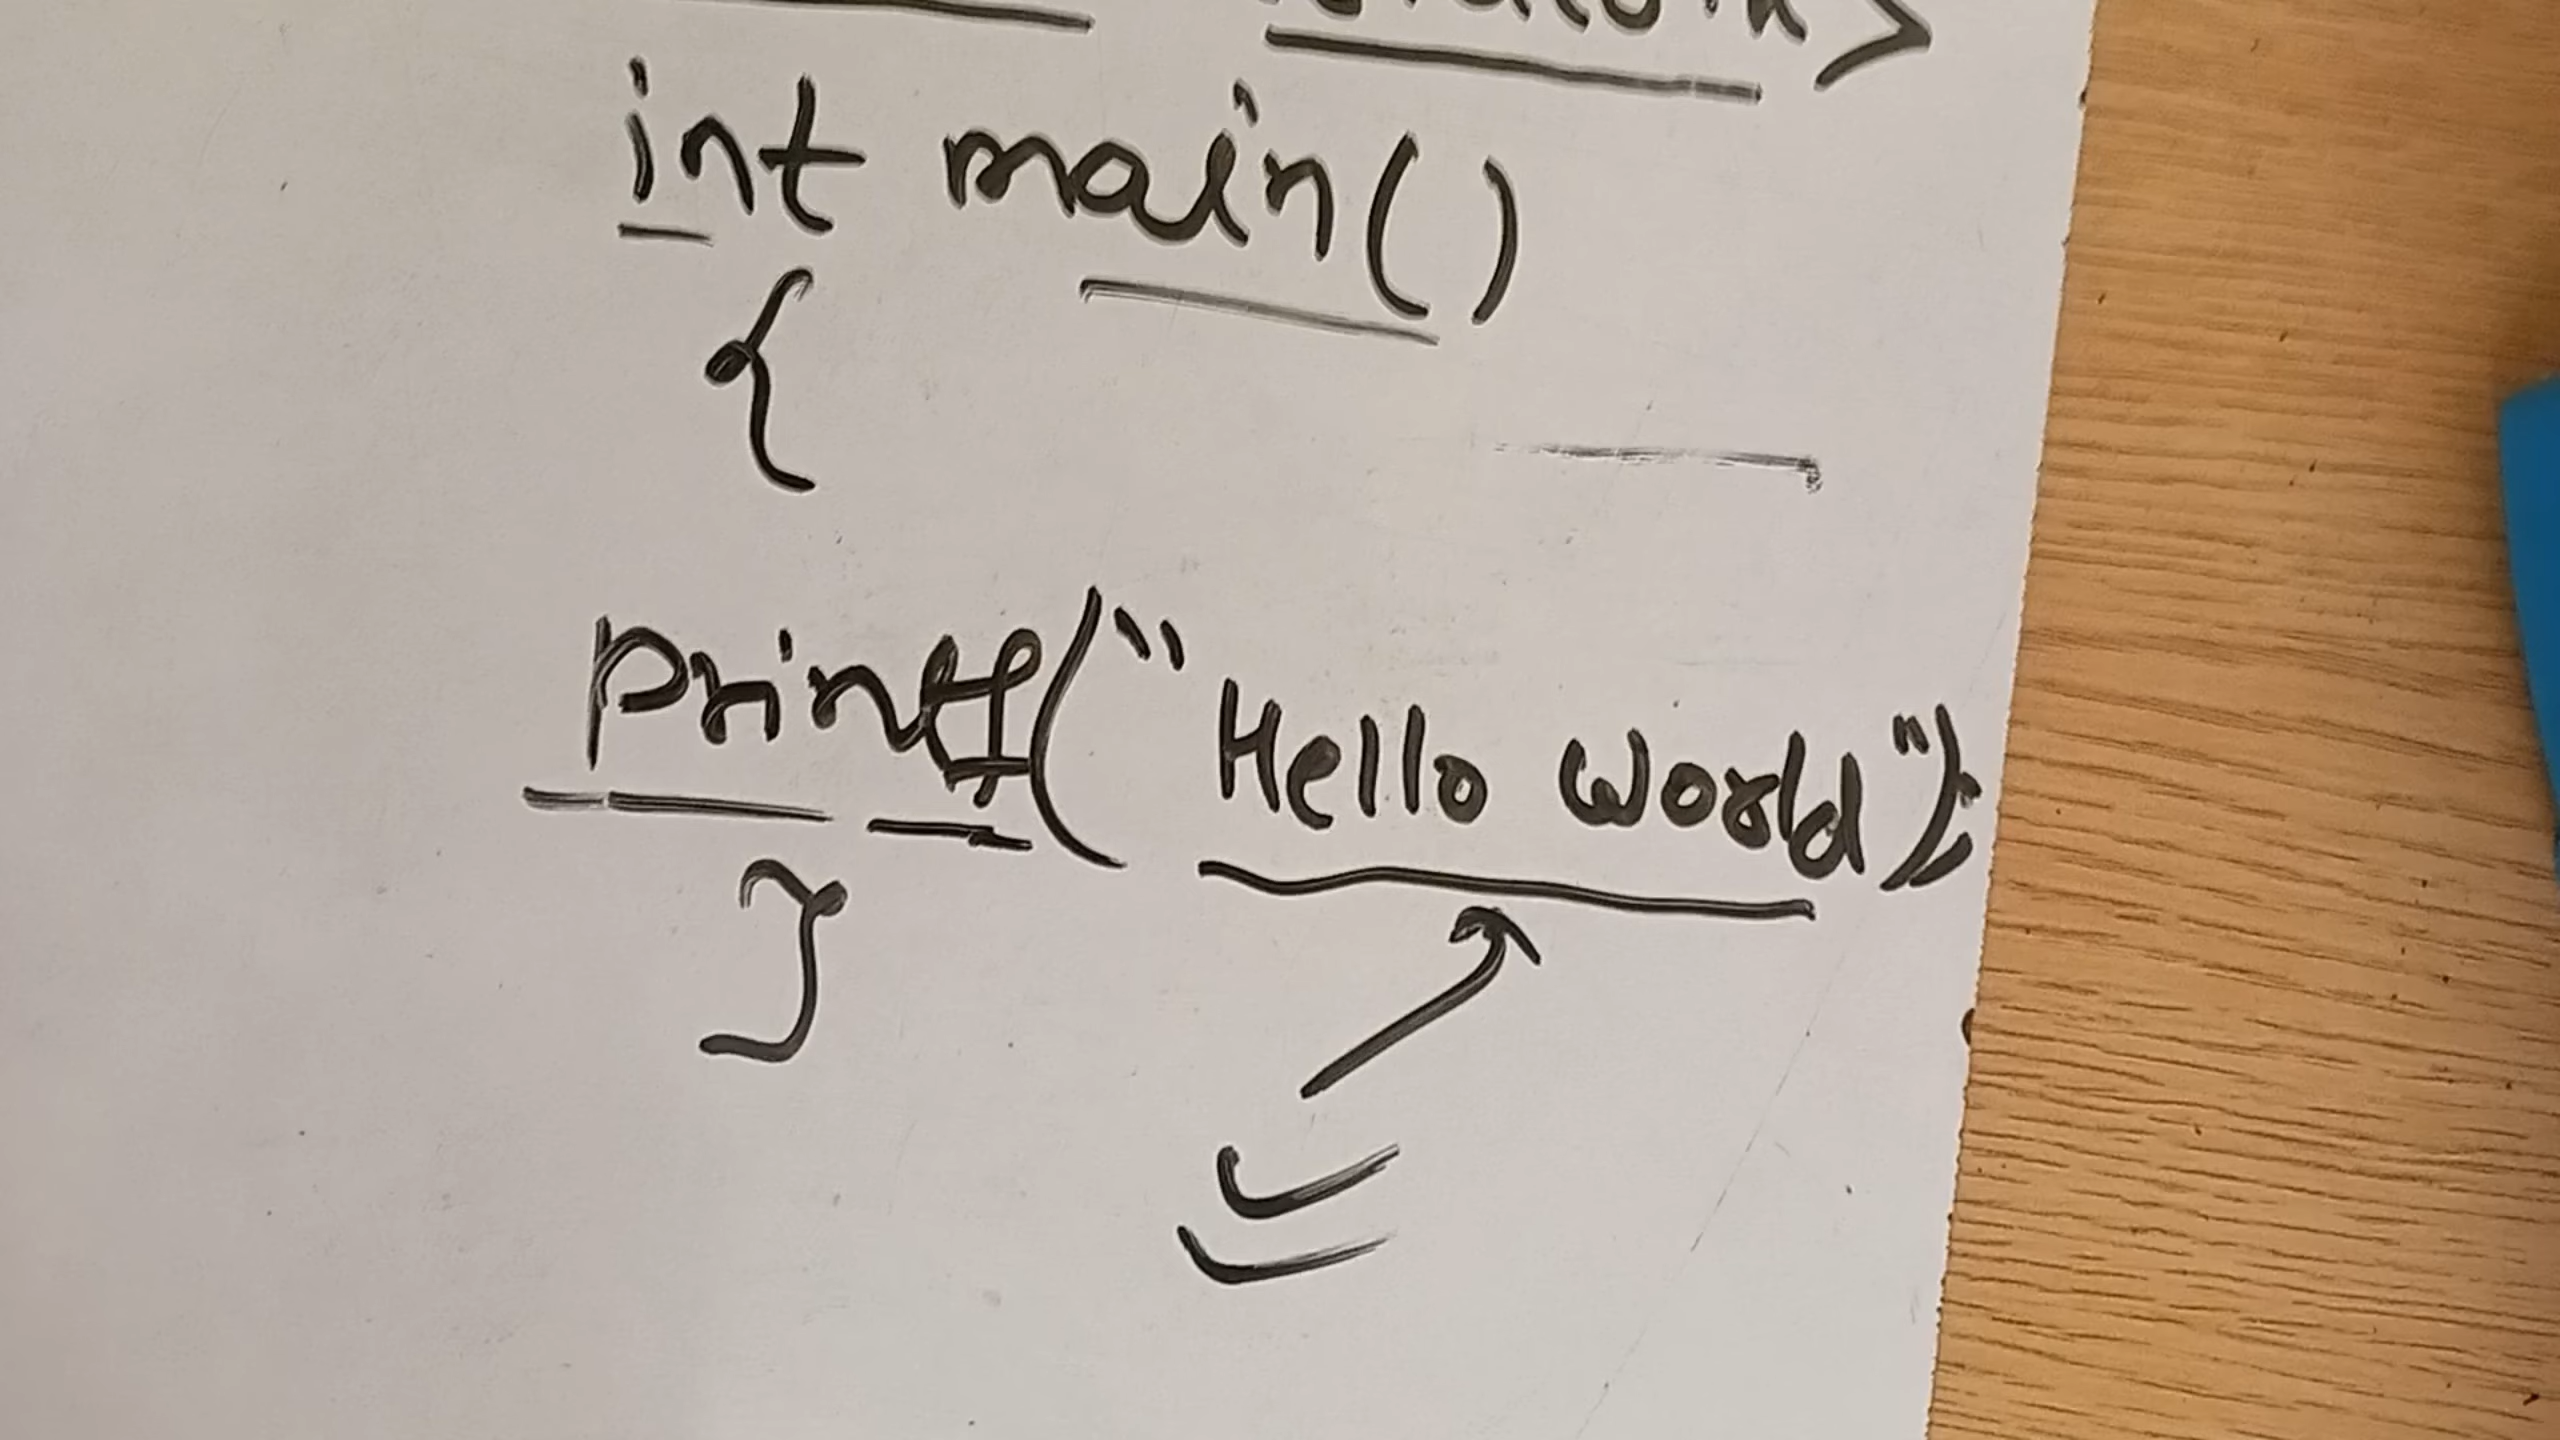 int main()
{
printf("Hello World");
}